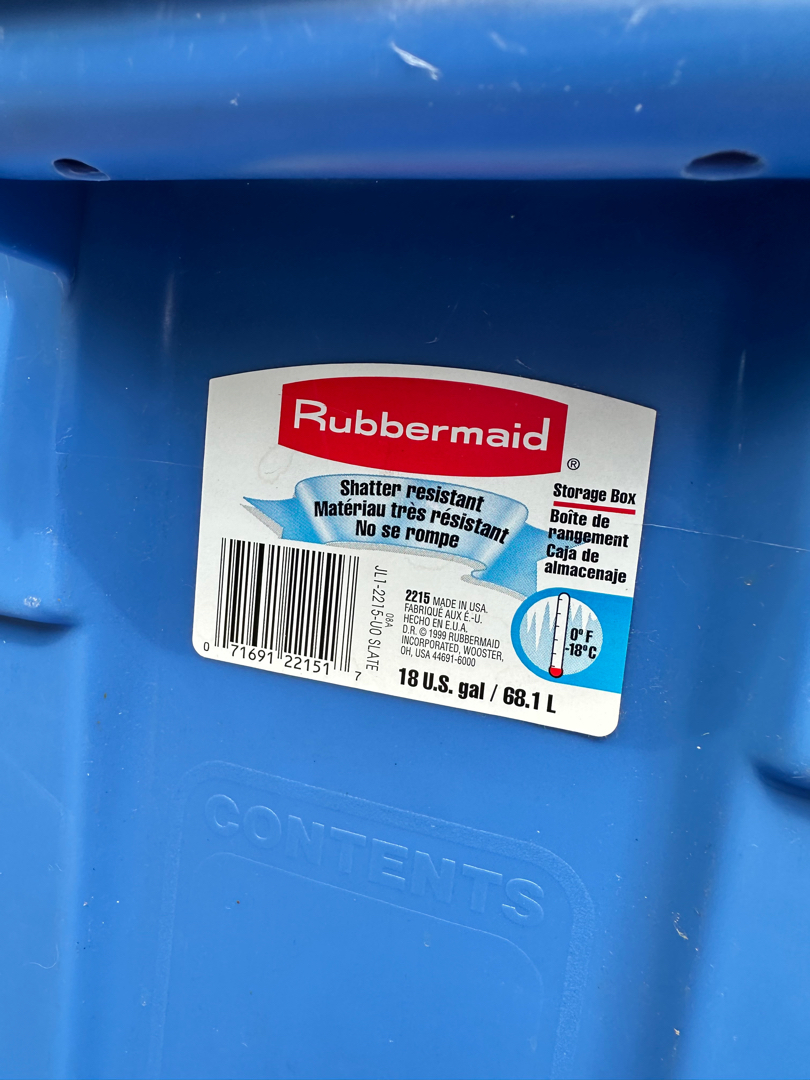 Rubbermaid®
Shatter resistant
Matériau très résistant
No se rompe
Storage Box
Boîte de
rangement
Caja de
almacenaje
0° F
-18°C
0 71691 22151 7
JL1-2215-U0 SLATE
08A
2215 MADE IN USA.
FABRIQUÉ AUX É.-U.
HECHO EN E.U.A.
D.R. © 1999 RUBBERMAID
INCORPORATED, WOOSTER,
OH, USA 44691-6000
18 U.S. gal / 68.1 L
CONTENTS